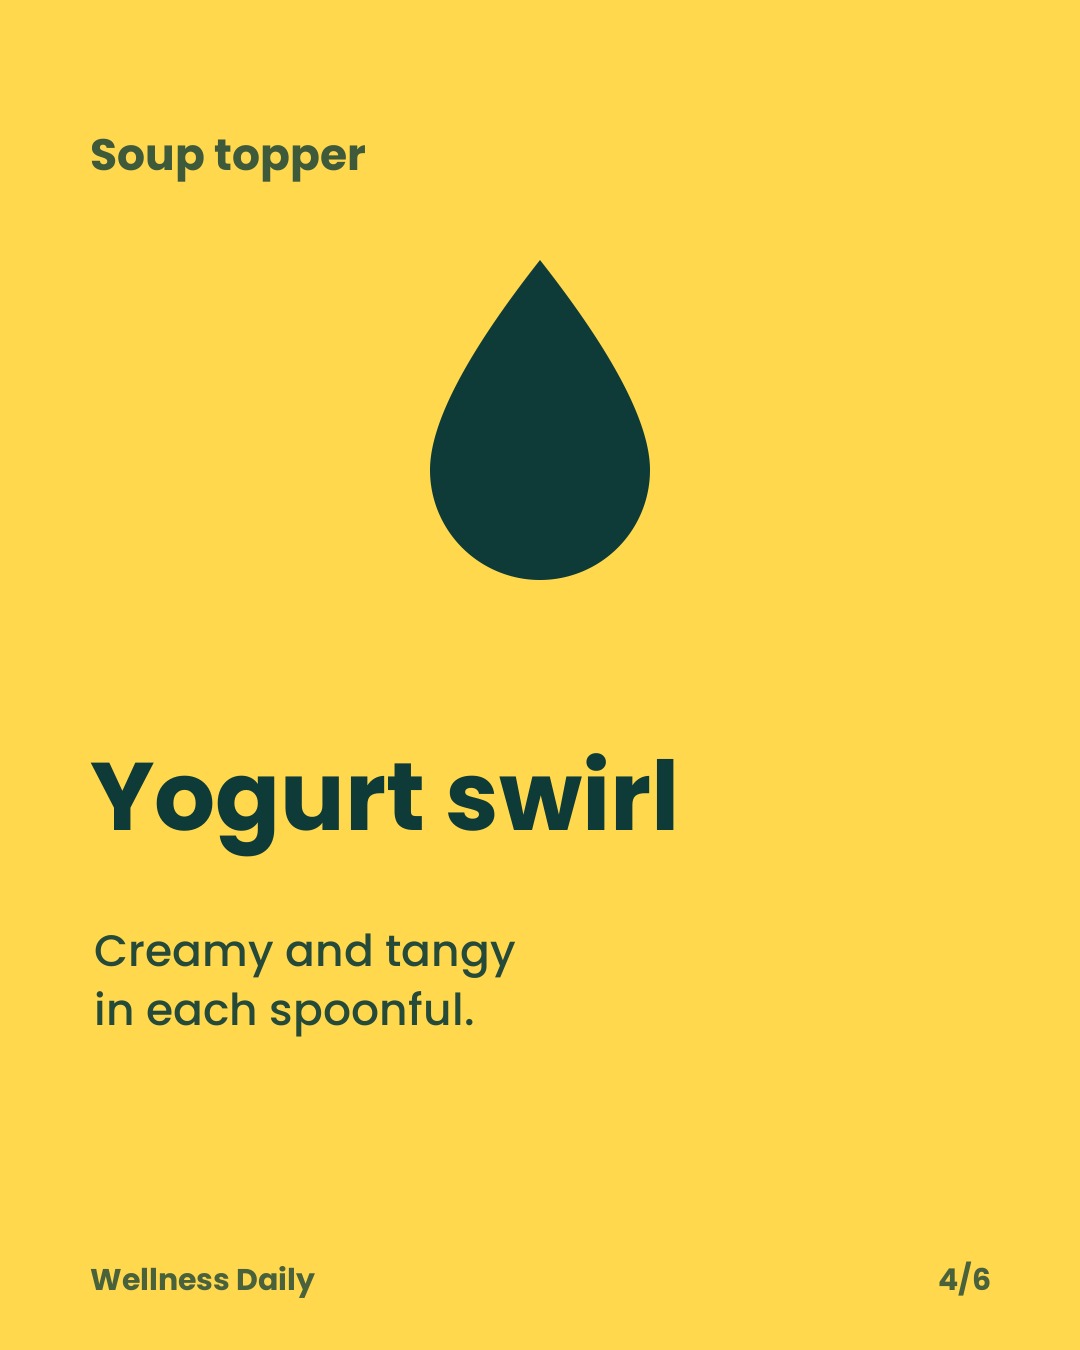 Soup topper
Yogurt swirl
Creamy and tangy
in each spoonful.
Wellness Daily
4/6